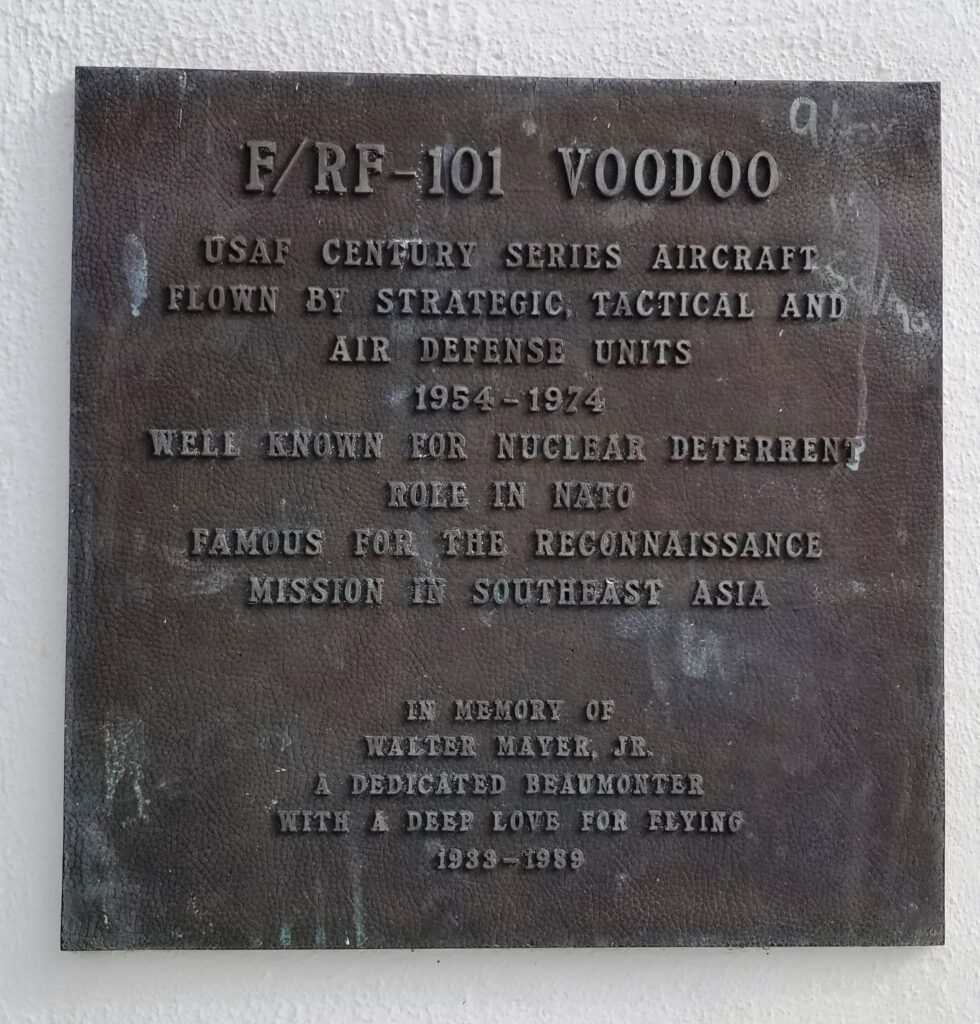 F/RF-101 VOODOO
USAF CENTURY SERIES AIRCRAFT
FLOWN BY STRATEGIC, TACTICAL AND
AIR DEFENSE UNITS
1954-1974
WELL KNOWN FOR NUCLEAR DETERRENT
ROLE IN NATO
FAMOUS FOR THE RECONNAISSANCE
MISSION IN SOUTHEAST ASIA
IN MEMORY OF
WALTER MAYER, JR.
A DEDICATED BEAUMONTER
WITH A DEEP LOVE FOR FLYING
1933-1989